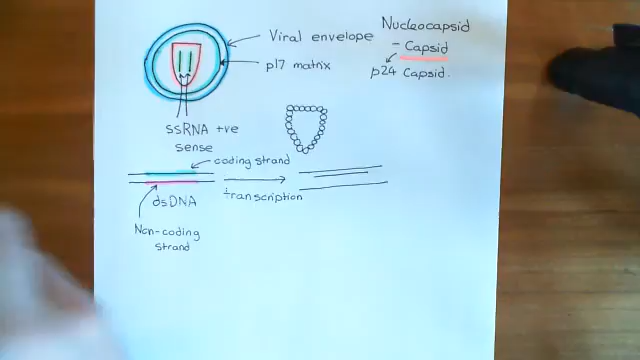 Viral envelope
p17 matrix
Nucleocapsid
- Capsid
p24 Capsid.
ssRNA +ve
sense
coding strand
transcription
dsDNA
Non-coding
strand